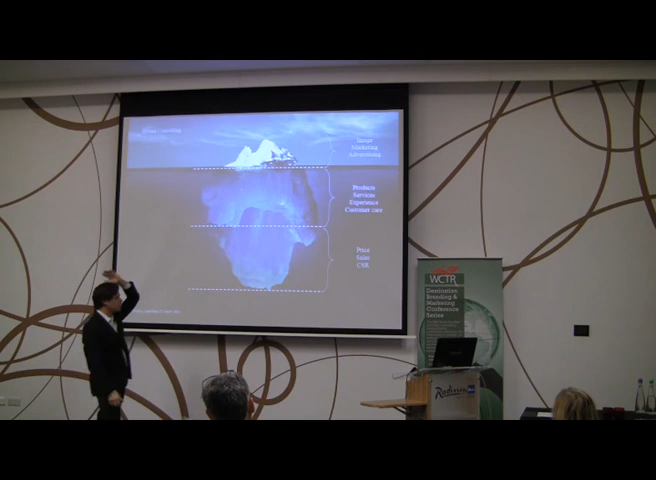 Image
Marketing
Advertising
Products
Services
Experience
Customer care
Price
Sales
CSR
WCTR
Destination
Branding &
Marketing
Conference
Series
Radisson